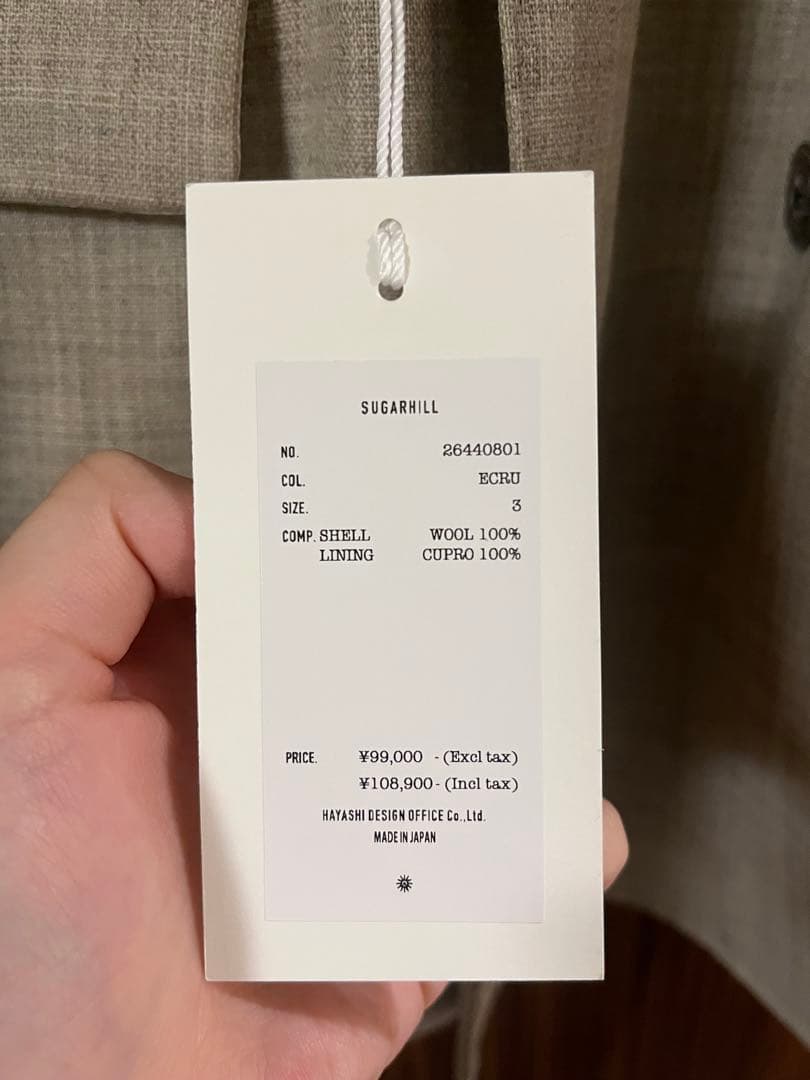 SUGARHILL
NO. 26440801
COL. ECRU
SIZE. 3
COMP. SHELL WOOL 100%
LINING CUPRO 100%
PRICE. ¥99,000 - (Excl tax)
¥108,900- (Incl tax)
HAYASHI DESIGN OFFICE Co.,Ltd.
MADE IN JAPAN